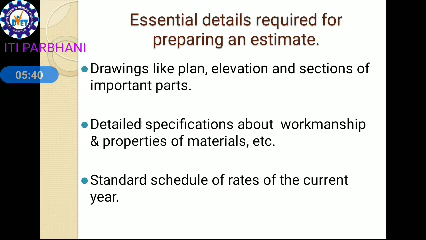 Essential details required for
preparing an estimate.
ITI PARBHANI
05:40
Drawings like plan, elevation and sections of
important parts.
Detailed specifications about workmanship
& properties of materials, etc.
Standard schedule of rates of the current
year.